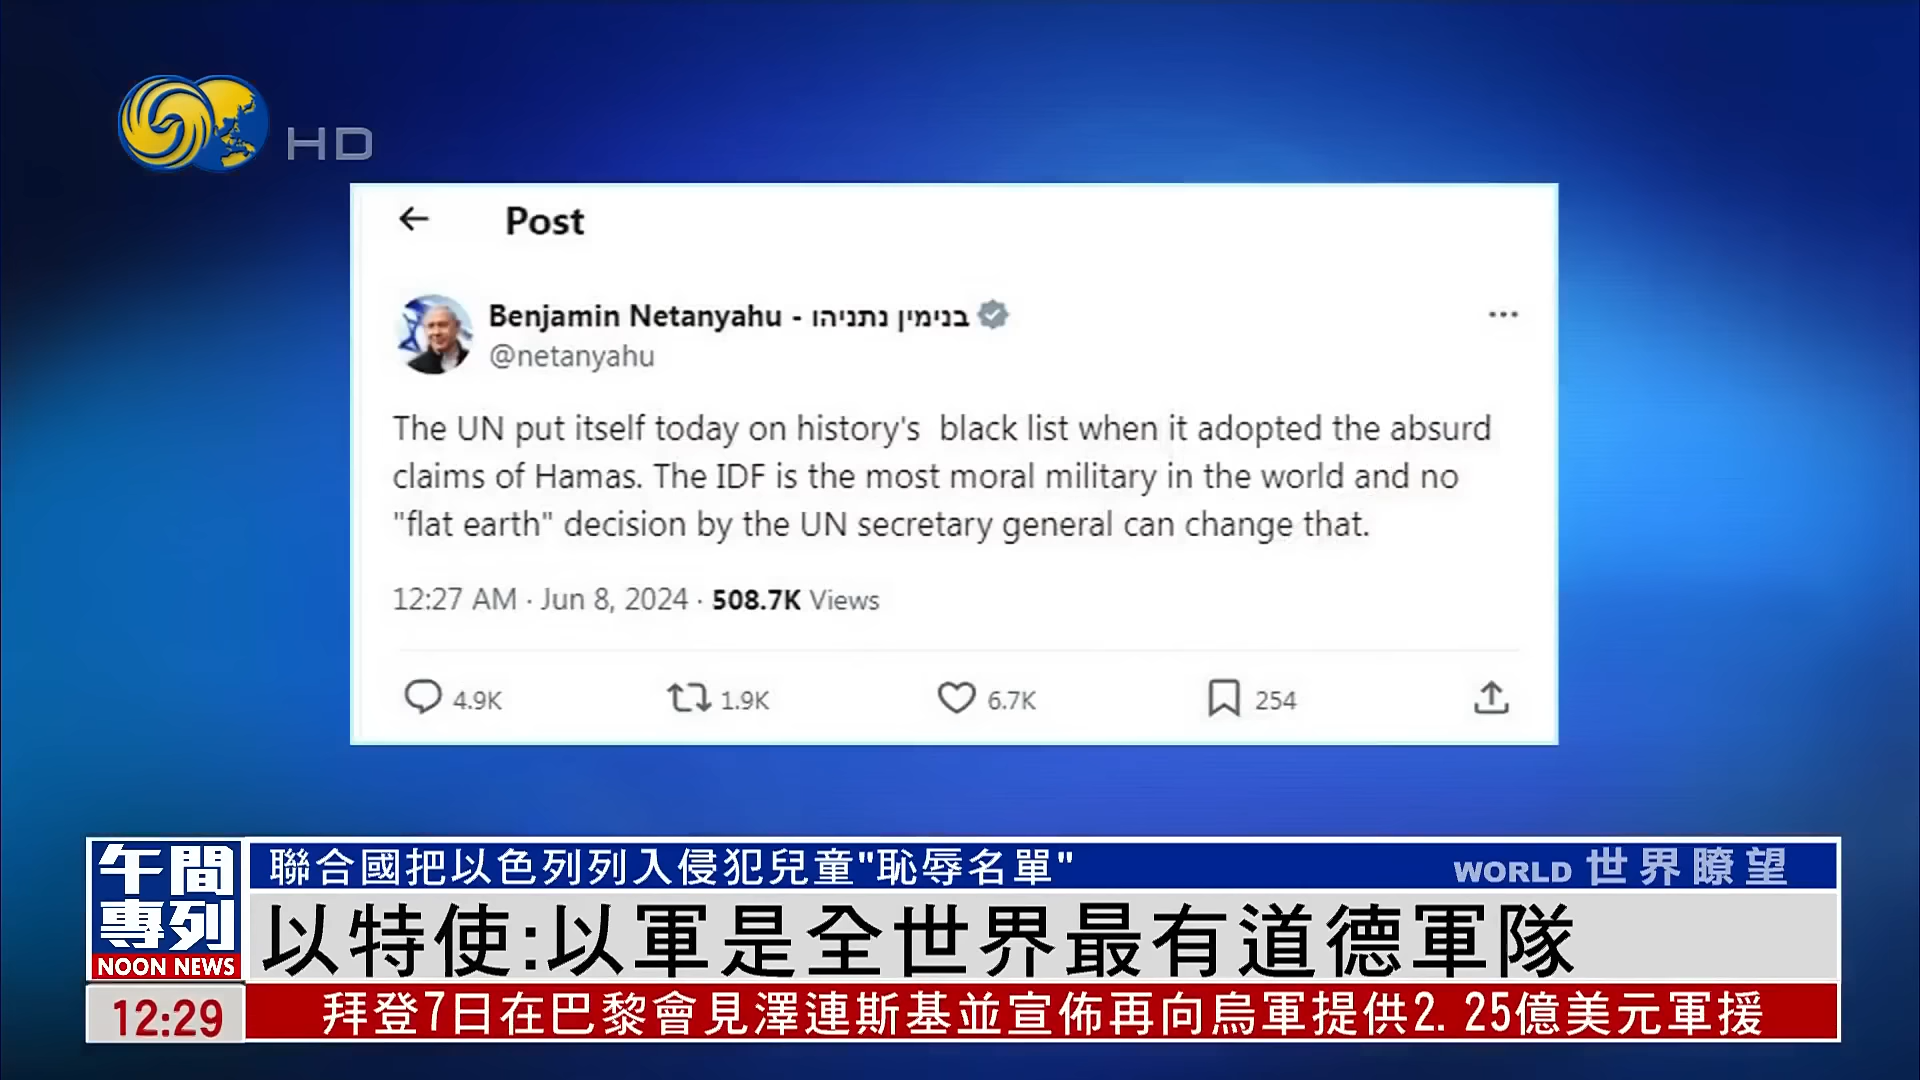 HD
Post
Benjamin Netanyahu - בנימין נתניהו
@netanyahu
The UN put itself today on history's black list when it adopted the absurd
claims of Hamas. The IDF is the most moral military in the world and no
"flat earth" decision by the UN secretary general can change that.
12:27 AM · Jun 8, 2024 · 508.7K Views
4.9K 1.9K 6.7K 254
午間
專列
NOON NEWS
聯合國把以色列列入侵犯兒童"恥辱名單"
WORLD 世界瞭望
以特使:以軍是全世界最有道德軍隊
12:29
拜登7日在巴黎會見澤連斯基並宣佈再向烏軍提供2.25億美元軍援